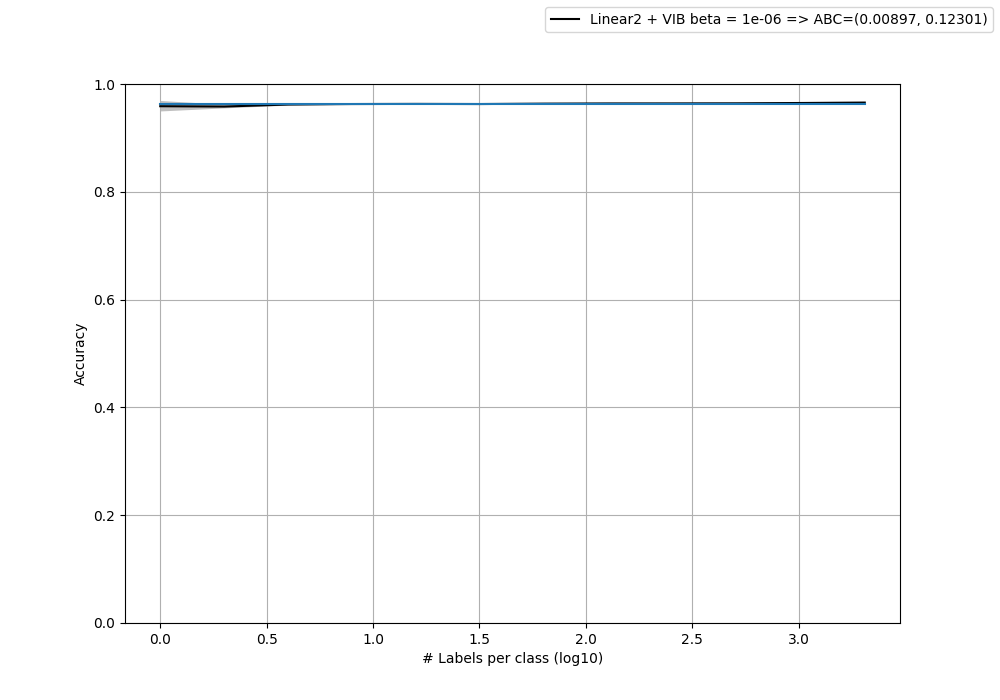 Linear2 + VIB beta = 1e-06 => ABC=(0.00897, 0.12301)
1.0
0.8
0.6
0.4
0.2
0.0
Accuracy
0.0 0.5 1.0 1.5 2.0 2.5 3.0
# Labels per class (log10)